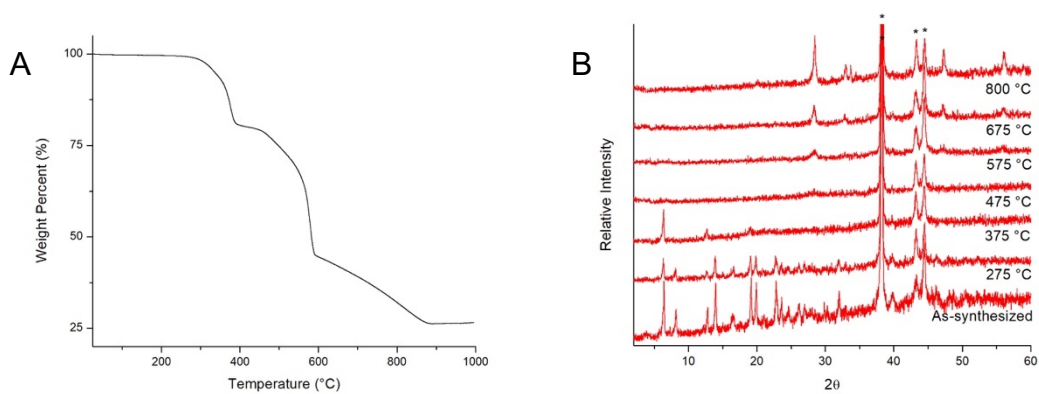 A
Weight Percent (%)
100
75
50
25
200
400
600
800
1000
Temperature (°C)
B
Relative Intensity
*
*
*
*
800 °C
675 °C
575 °C
475 °C
375 °C
275 °C
As-synthesized
10
20
30
40
50
60
2θ